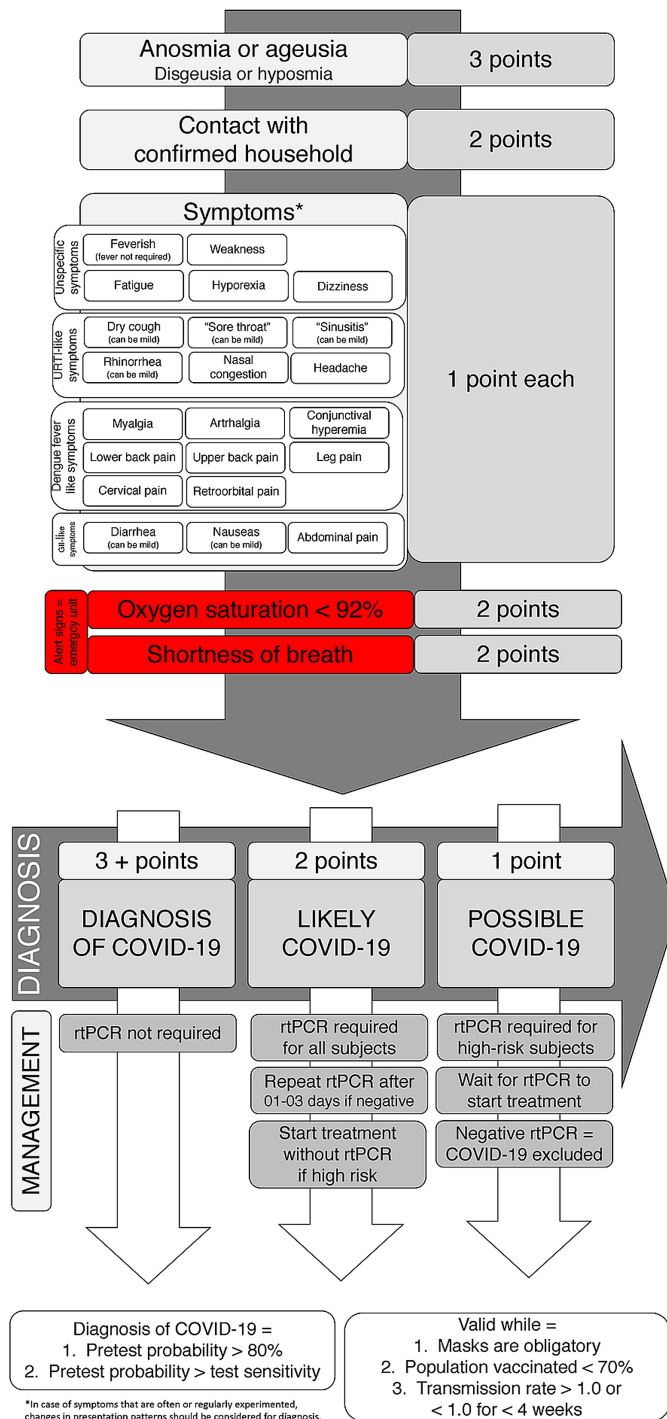 Anosmia or ageusia
Disgeusia or hyposmia
3 points
Contact with
confirmed household
2 points
Symptoms*
1 point each
Unspecific
symptoms
Feverish
(fever not required)
Weakness
Fatigue
Hyporexia
Dizziness
URTI-like
symptoms
Dry cough
(can be mild)
"Sore throat"
(can be mild)
"Sinusitis"
(can be mild)
Rhinorrhea
(can be mild)
Nasal
congestion
Headache
Dengue fever
like symptoms
Myalgia
Artrhalgia
Conjunctival
hyperemia
Lower back pain
Upper back pain
Leg pain
Cervical pain
Retroorbital pain
GII-like
symptoms
Diarrhea
(can be mild)
Nauseas
(can be mild)
Abdominal pain
Alert signs =
emergcy unit
Oxygen saturation < 92%
2 points
Shortness of breath
2 points
DIAGNOSIS
3 + points
DIAGNOSIS
OF COVID-19
2 points
LIKELY
COVID-19
1 point
POSSIBLE
COVID-19
MANAGEMENT
rtPCR not required
rtPCR required
for all subjects
Repeat rtPCR after
01-03 days if negative
Start treatment
without rtPCR
if high risk
rtPCR required for
high-risk subjects
Wait for rtPCR to
start treatment
Negative rtPCR =
COVID-19 excluded
Diagnosis of COVID-19 =
1. Pretest probability > 80%
2. Pretest probability > test sensitivity
Valid while =
1. Masks are obligatory
2. Population vaccinated < 70%
3. Transmission rate > 1.0 or
< 1.0 for < 4 weeks
*In case of symptoms that are often or regularly experimented,
changes in presentation patterns should be considered for diagnosis.